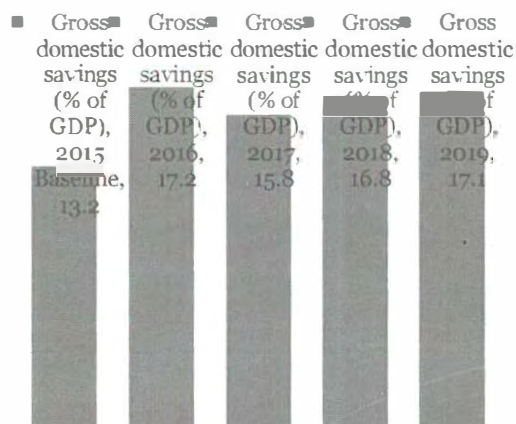 Gross domestic savings (% of GDP), 2015 Baseline, 13.2
Gross domestic savings (% of GDP), 2016, 17.2
Gross domestic savings (% of GDP), 2017, 15.8
Gross domestic savings (% of GDP), 2018, 16.8
Gross domestic savings (% of GDP), 2019, 17.1